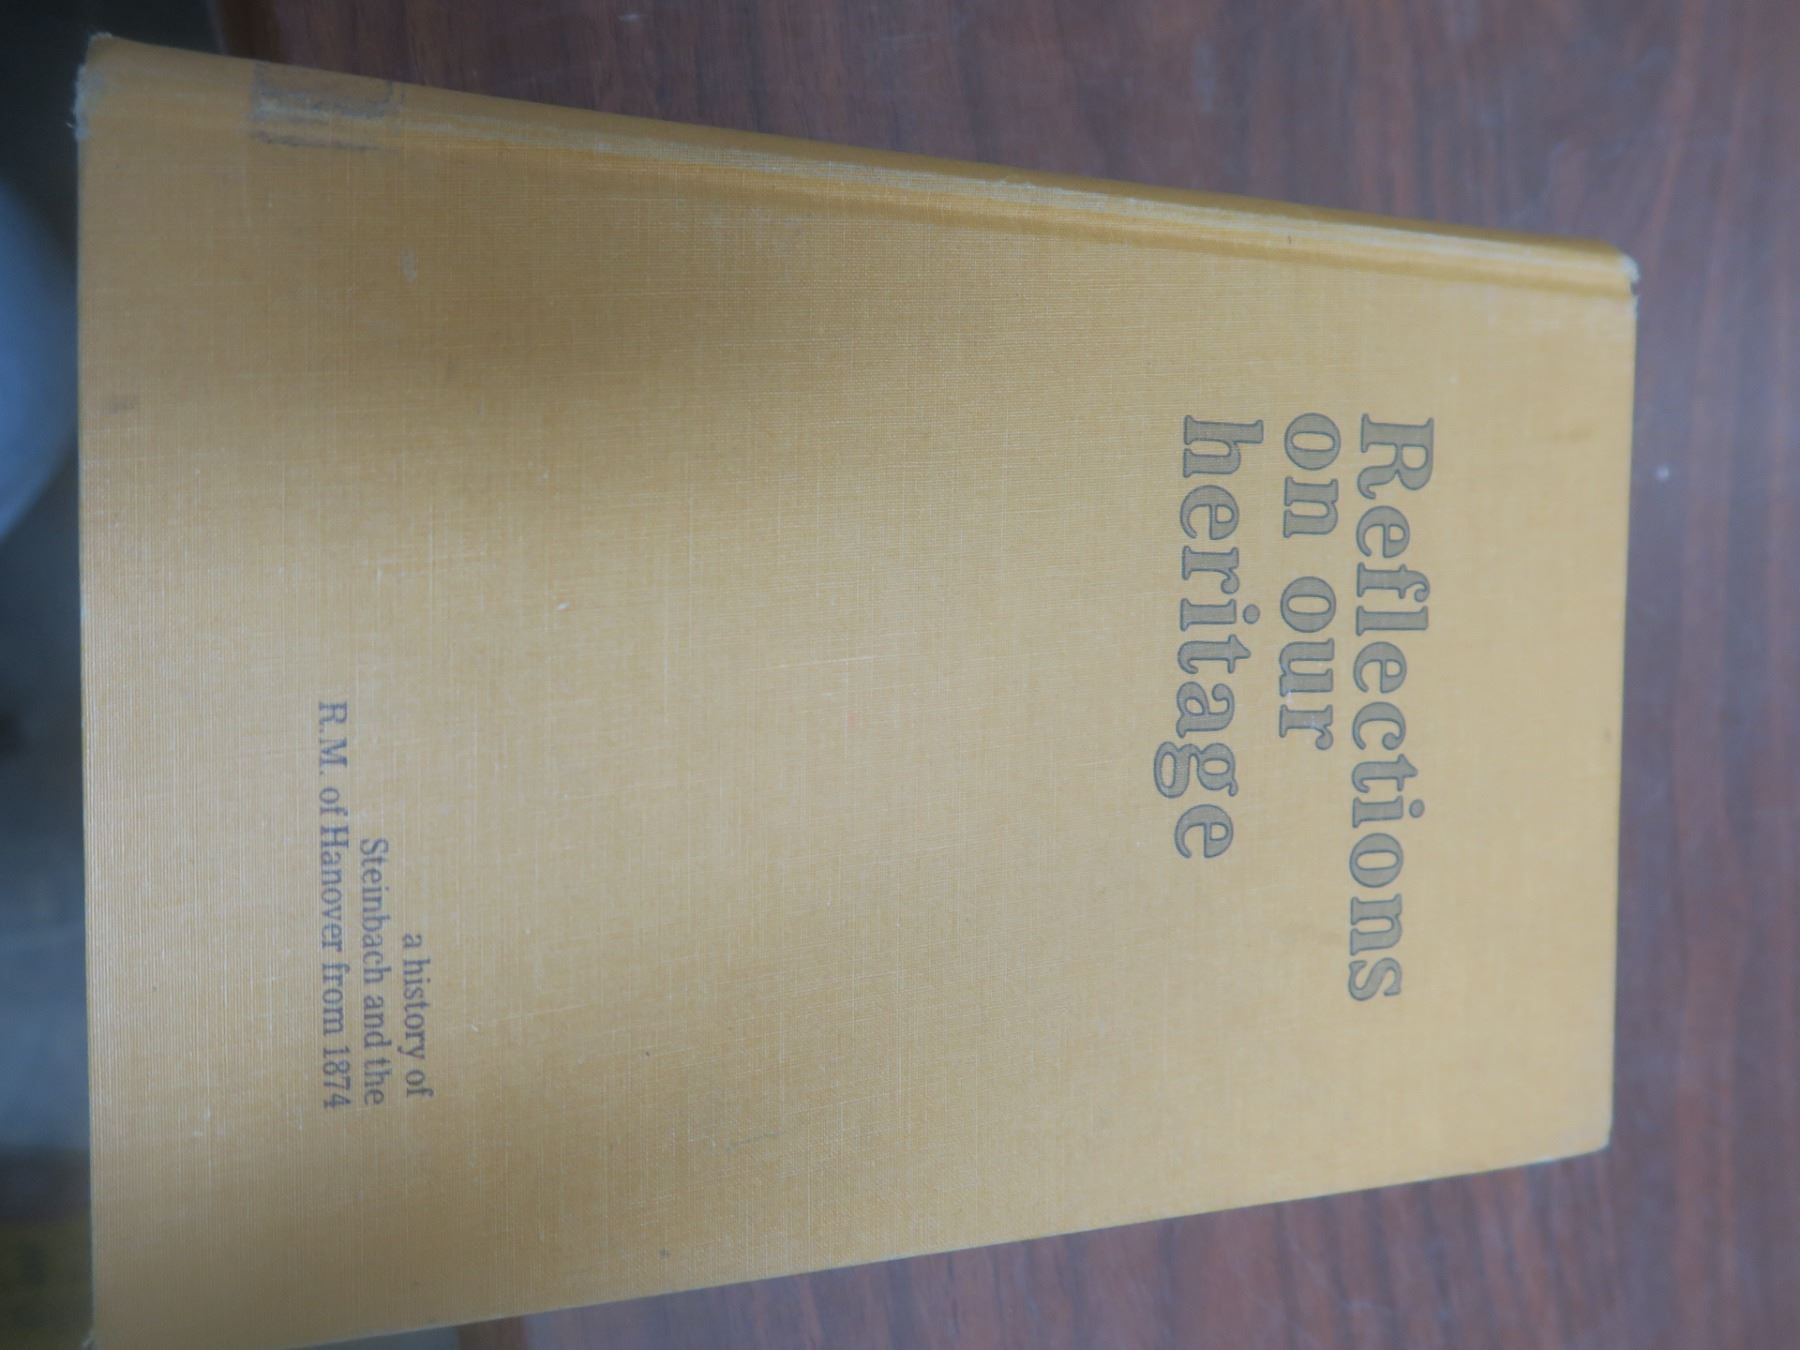 Reflections
on our
heritage
a history of
Steinbach and the
R.M. of Hanover from 1874